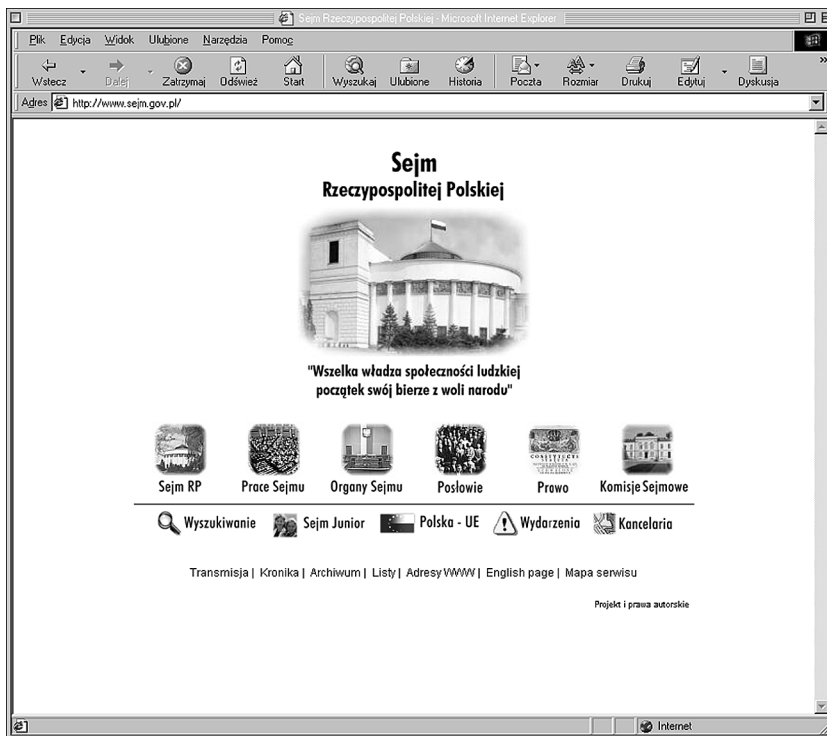 Sejm Rzeczypospolitej Polskiej - Microsoft Internet Explorer
Plik Edycja Widok Ulubione Narzędzia Pomoc
Wstecz Dalej Zatrzymaj Odśwież Start Wyszukaj Ulubione Historia Poczta Rozmiar Drukuj Edytuj Dyskusja »
Adres http://www.sejm.gov.pl/
Sejm
Rzeczypospolitej Polskiej
"Wszelka władza społeczności ludzkiej
początek swój bierze z woli narodu"
Sejm RP Prace Sejmu Organy Sejmu Posłowie Prawo Komisje Sejmowe
Wyszukiwanie Sejm Junior Polska - UE Wydarzenia Kancelaria
Transmisja | Kronika | Archiwum | Listy | Adresy WWW | English page | Mapa serwisu
Projekt i prawa autorskie
Internet